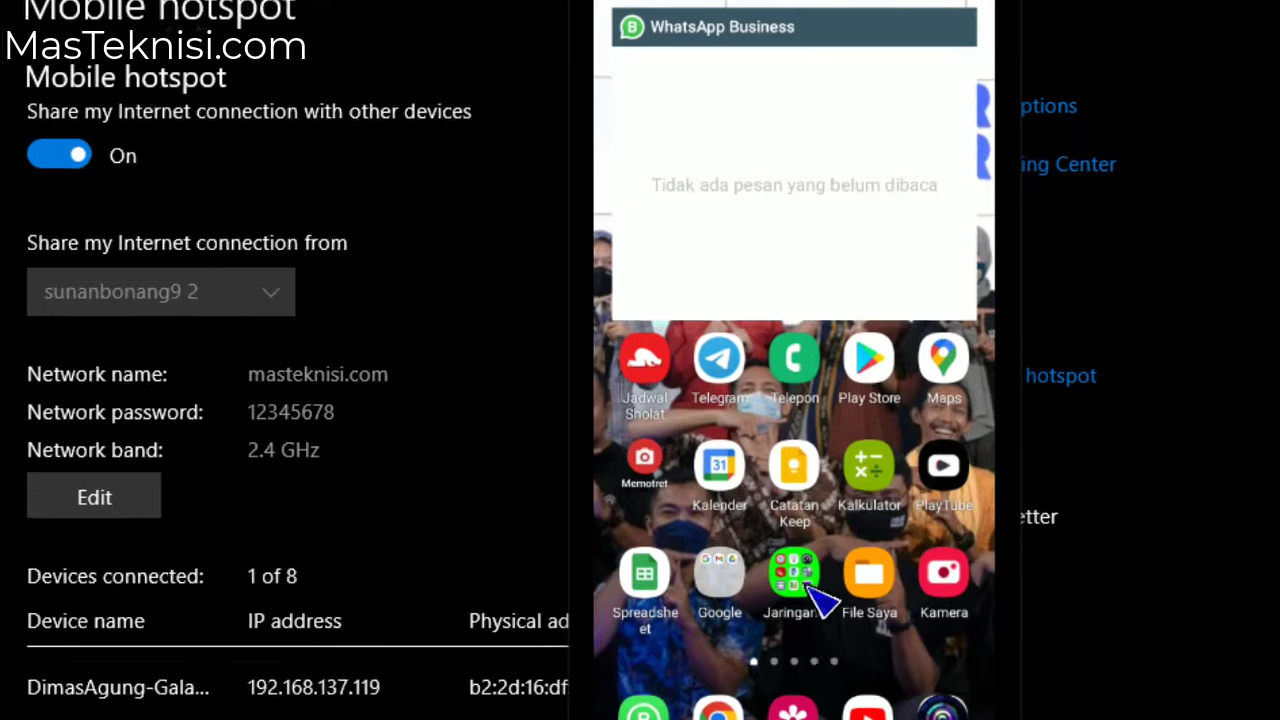 Mobile hotspot
MasTeknisi.com
Mobile hotspot
Share my Internet connection with other devices
On
Share my Internet connection from
sunanbonang9 2
Network name: masteknisi.com
Network password: 12345678
Network band: 2.4 GHz
Edit
Devices connected: 1 of 8
Device name IP address Physical ad
DimasAgung-Gala... 192.168.137.119 b2:2d:16:df
WhatsApp Business
Tidak ada pesan yang belum dibaca
Jadwal Sholat
Telegram
Telepon
Play Store
Maps
Memotret
31
Kalender
Catatan Keep
Kalkulator
PlayTube
Spreadshe
et
Google
Jaringan
File Saya
Kamera
ptions
ing Center
hotspot
etter